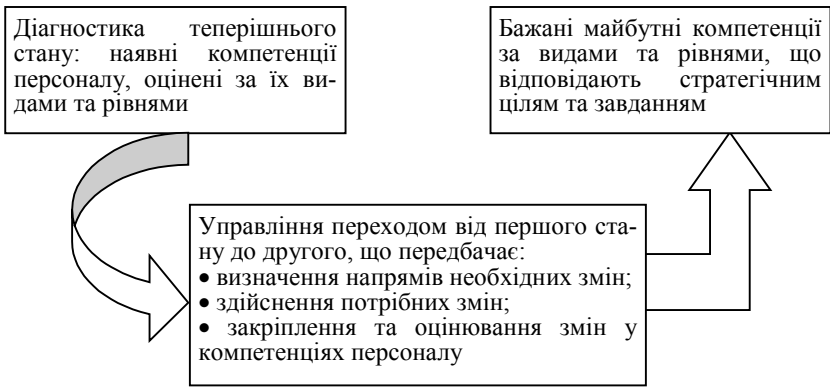 Діагностика теперішнього
стану: наявні компетенції
персоналу, оцінені за їх ви-
дами та рівнями
Бажані майбутні компетенції
за видами та рівнями, що
відповідають стратегічним
цілям та завданням
Управління переходом від першого ста-
ну до другого, що передбачає:
• визначення напрямів необхідних змін;
• здійснення потрібних змін;
• закріплення та оцінювання змін у
компетенціях персоналу